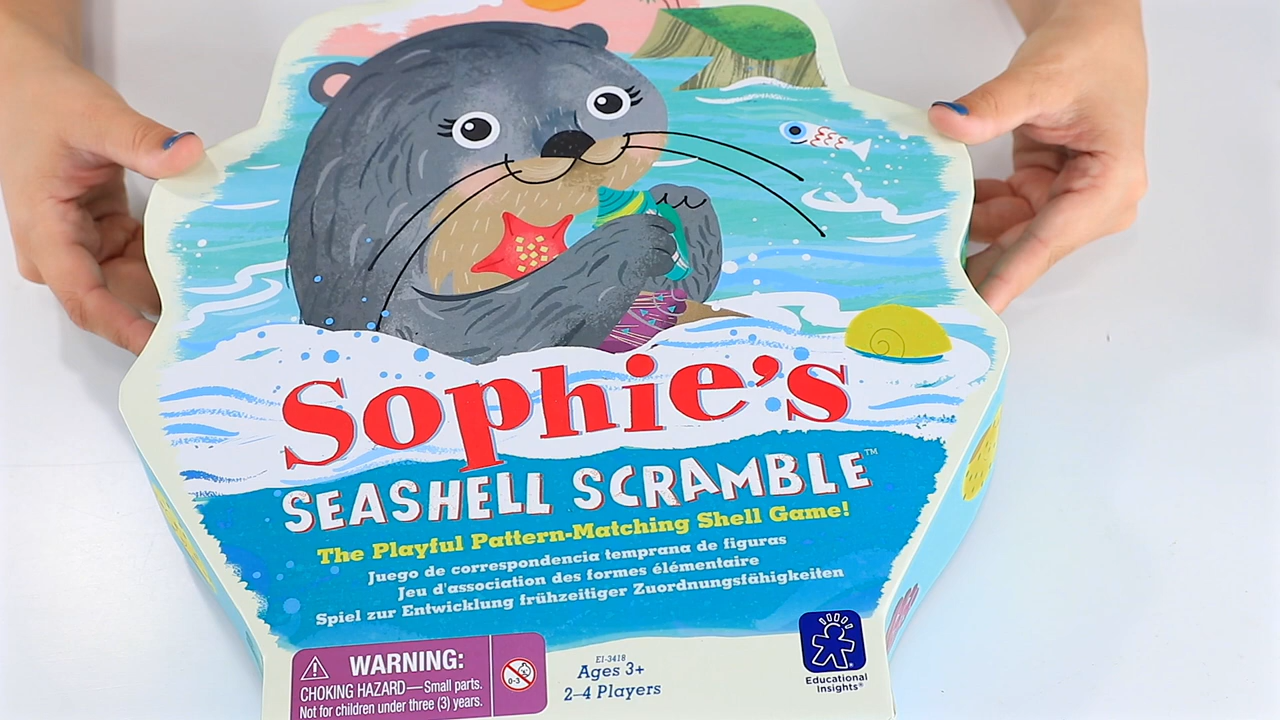 Sophie's
SEASHELL SCRAMBLE™
The Playful Pattern-Matching Shell Game!
Juego de correspondencia temprana de figuras
Jeu d'association des formes élémentaire
Spiel zur Entwicklung frühzeitiger Zuordnungsfähigkeiten
WARNING:
CHOKING HAZARD—Small parts.
Not for children under three (3) years.
0-3
EI-3418
Ages 3+
2-4 Players
Educational
Insights®